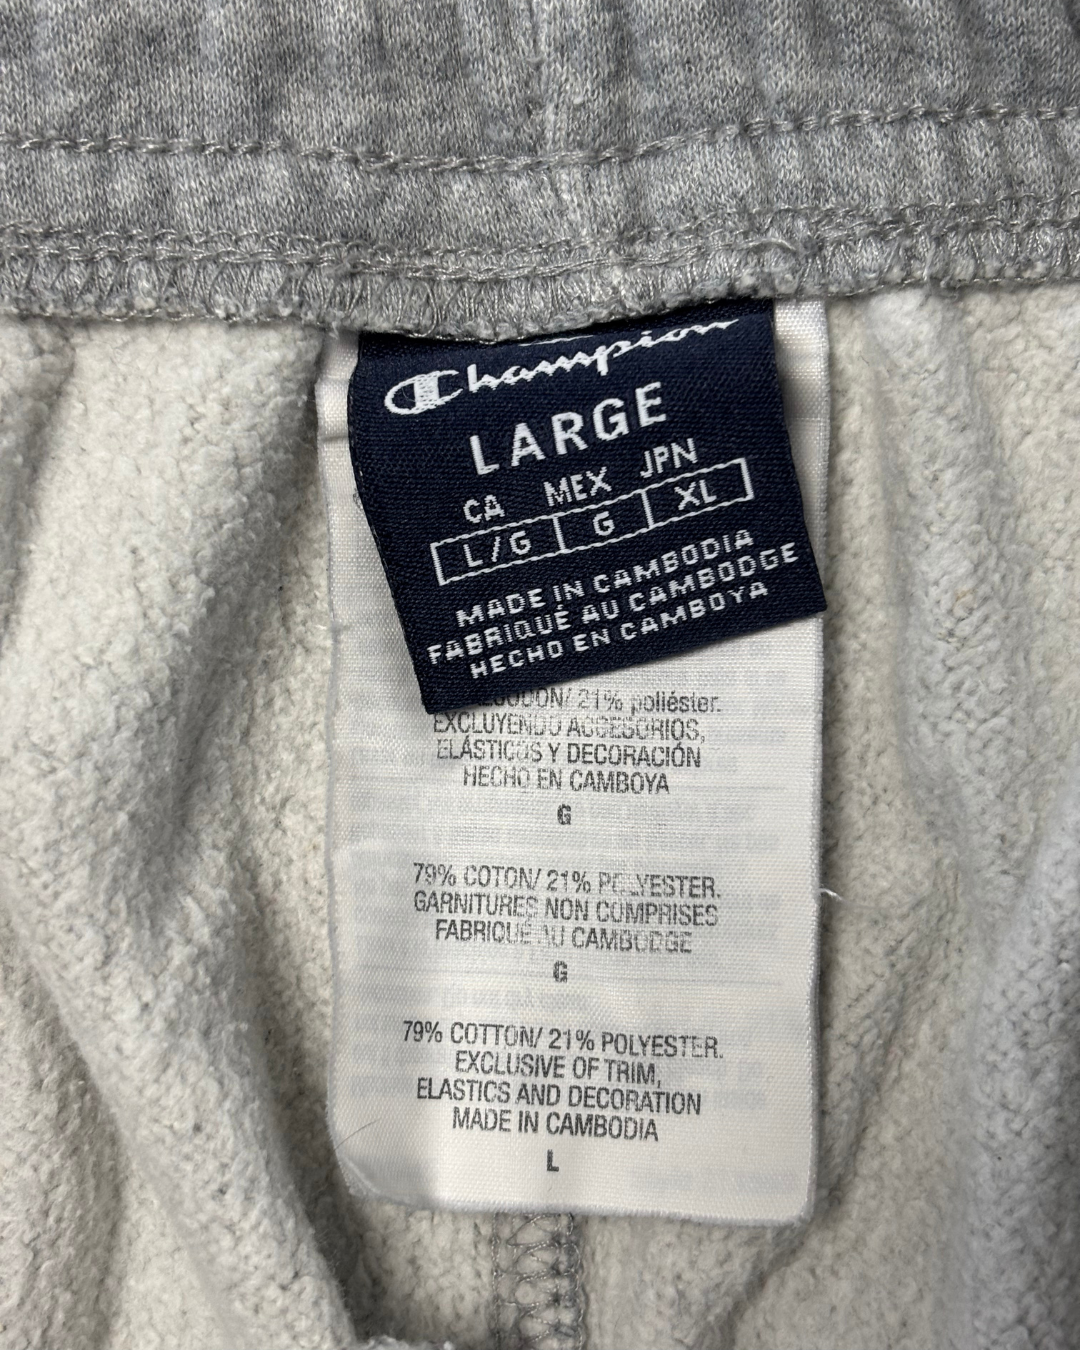 Champion
LARGE
CA MEX JPN
L/G G XL
MADE IN CAMBODIA
FABRIQUÉ AU CAMBODGE
HECHO EN CAMBOYA
21% poliéster.
EXCLUYENDO ACCESORIOS,
ELÁSTICOS Y DECORACIÓN
HECHO EN CAMBOYA
G
79% COTON/ 21% POLYESTER.
GARNITURES NON COMPRISES
FABRIQUÉ AU CAMBODGE
G
79% COTTON/ 21% POLYESTER.
EXCLUSIVE OF TRIM,
ELASTICS AND DECORATION
MADE IN CAMBODIA
L